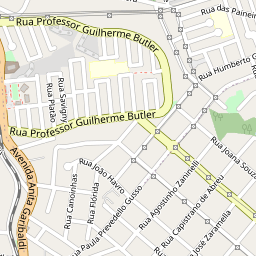 Rua Professor Guilherme Butler
Rua das Paineir
Rua Humberto G
Rua Savigny
Rua Platão
Rua Professor Guilherme Butler
Avenida Anita Garibaldi
Rua João Havro
Rua Joana Souza
Rua Canoinhas
Rua Flórida
Rua Paula Prevedello Gusso
Rua Agostinho Zaninelli
Rua Capistrano de Abreu
José Zaramella